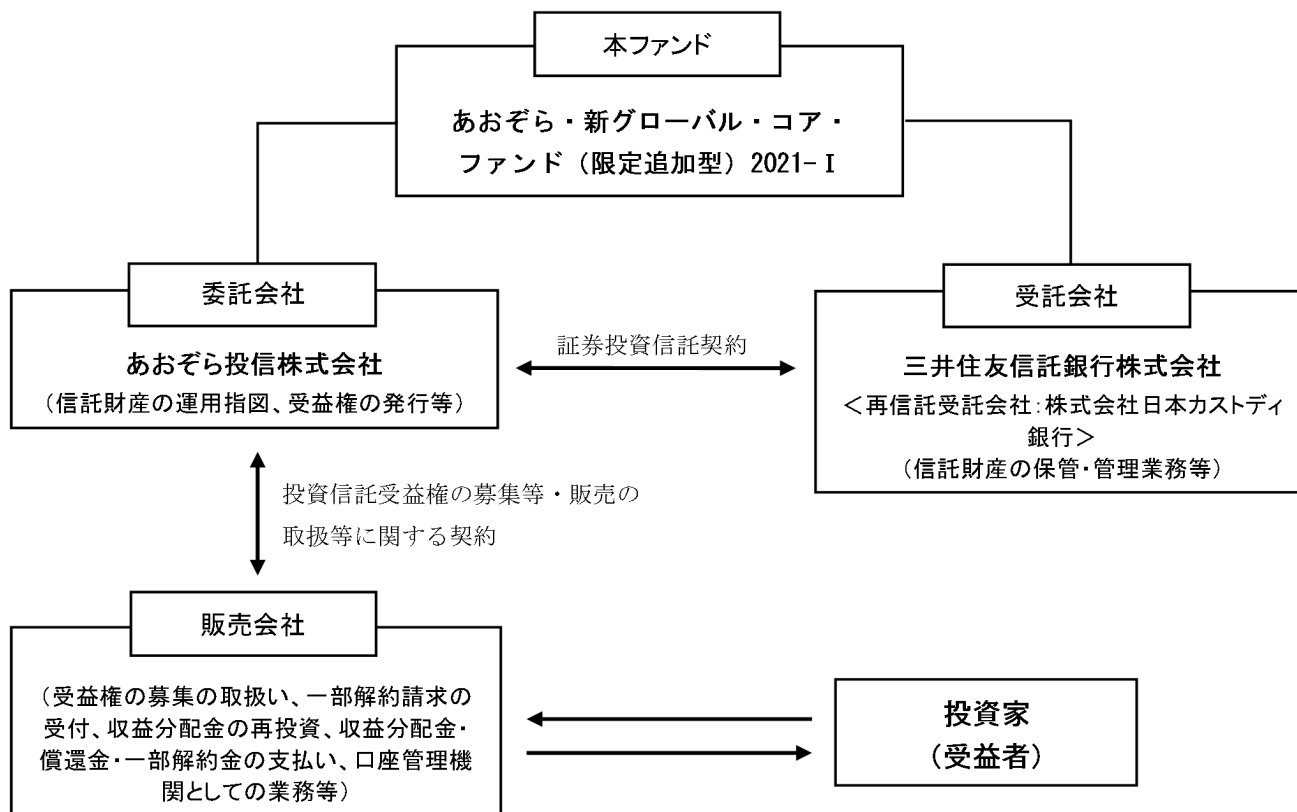 本ファンド
あおぞら・新グローバル・コア・
ファンド（限定追加型）2021-Ⅰ
委託会社
あおぞら投信株式会社
（信託財産の運用指図、受益権の発行等）
証券投資信託契約
受託会社
三井住友信託銀行株式会社
＜再信託受託会社：株式会社日本カストディ
銀行＞
（信託財産の保管・管理業務等）
投資信託受益権の募集等・販売の
取扱等に関する契約
販売会社
（受益権の募集の取扱い、一部解約請求の
受付、収益分配金の再投資、収益分配金・
償還金・一部解約金の支払い、口座管理機
関としての業務等）
投資家
（受益者）